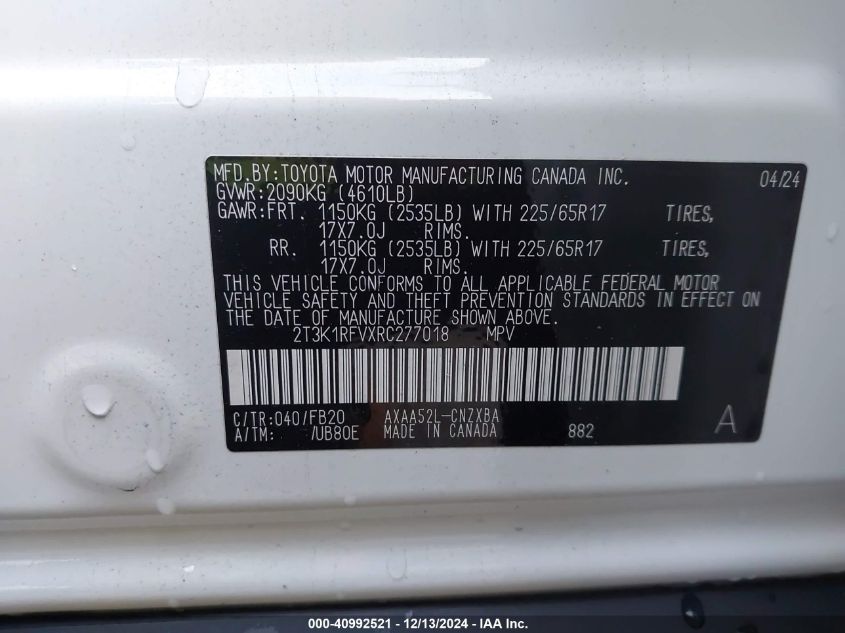 MFD.BY:TOYOTA MOTOR MANUFACTURING CANADA INC. 04/24
GVWR:2090KG (4610LB)
GAWR:FRT. 1150KG (2535LB) WITH 225/65R17 TIRES,
17X7.0J RIMS.
RR. 1150KG (2535LB) WITH 225/65R17 TIRES,
17X7.0J RIMS.
THIS VEHICLE CONFORMS TO ALL APPLICABLE FEDERAL MOTOR
VEHICLE SAFETY AND THEFT PREVENTION STANDARDS IN EFFECT ON
THE DATE OF MANUFACTURE SHOWN ABOVE.
2T3K1RFVXRC277018 MPV
C/TR:040/FB20 AXAA52L-CNZXBA
A/TM: /UB80E MADE IN CANADA 882 A
000-40992521 - 12/13/2024 - IAA Inc.